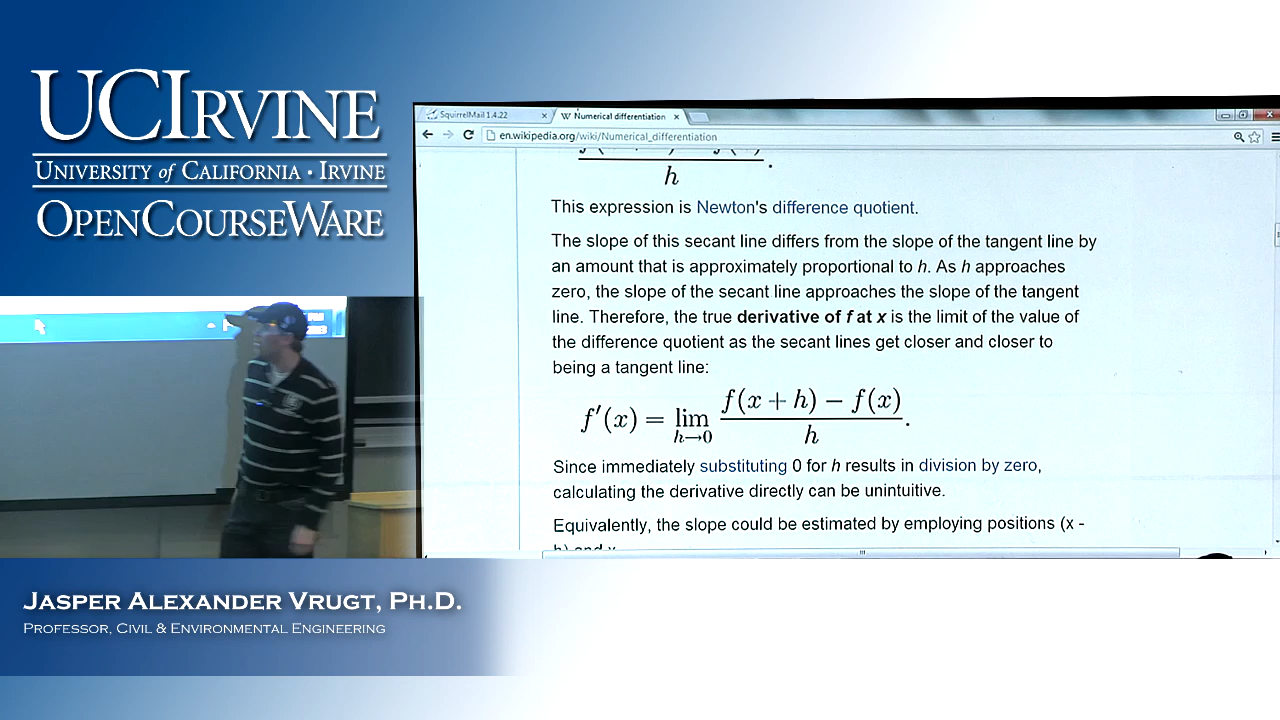 UCIRVINE
UNIVERSITY of CALIFORNIA · IRVINE
OPENCOURSEWARE
SquirrelMail 1.4.22
W Numerical differentiation
en.wikipedia.org/wiki/Numerical_differentiation
h
.
This expression is Newton's difference quotient.
The slope of this secant line differs from the slope of the tangent line by
an amount that is approximately proportional to h. As h approaches
zero, the slope of the secant line approaches the slope of the tangent
line. Therefore, the true derivative of f at x is the limit of the value of
the difference quotient as the secant lines get closer and closer to
being a tangent line:
f′(x) = lim h→0 f(x + h) − f(x) / h .
Since immediately substituting 0 for h results in division by zero,
calculating the derivative directly can be unintuitive.
Equivalently, the slope could be estimated by employing positions (x -
h) and x
JASPER ALEXANDER VRUGT, PH.D.
PROFESSOR, CIVIL & ENVIRONMENTAL ENGINEERING